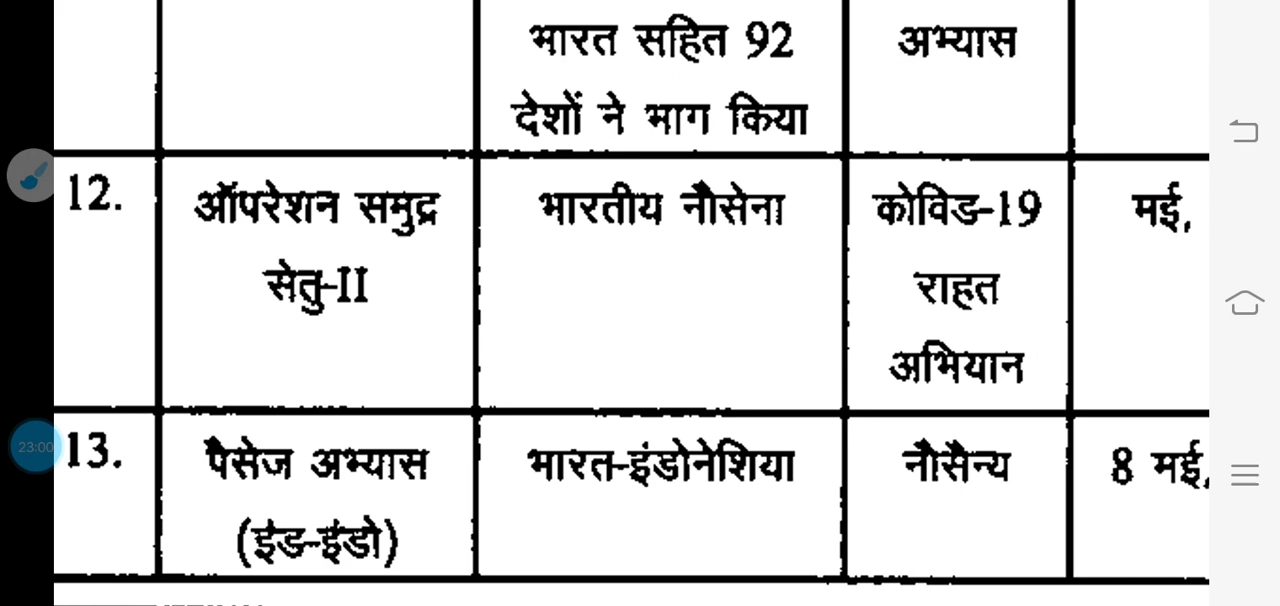 भारत सहित 92
अभ्यास
देशों ने भाग किया
12.
ऑपरेशन समुद्र
भारतीय नौसेना
कोविड-19
मई,
सेतु-II
राहत
अभियान
23:00
13.
पैसेज अभ्यास
भारत-इंडोनेशिया
नौसैन्य
8 मई,
(इंड-इंडो)